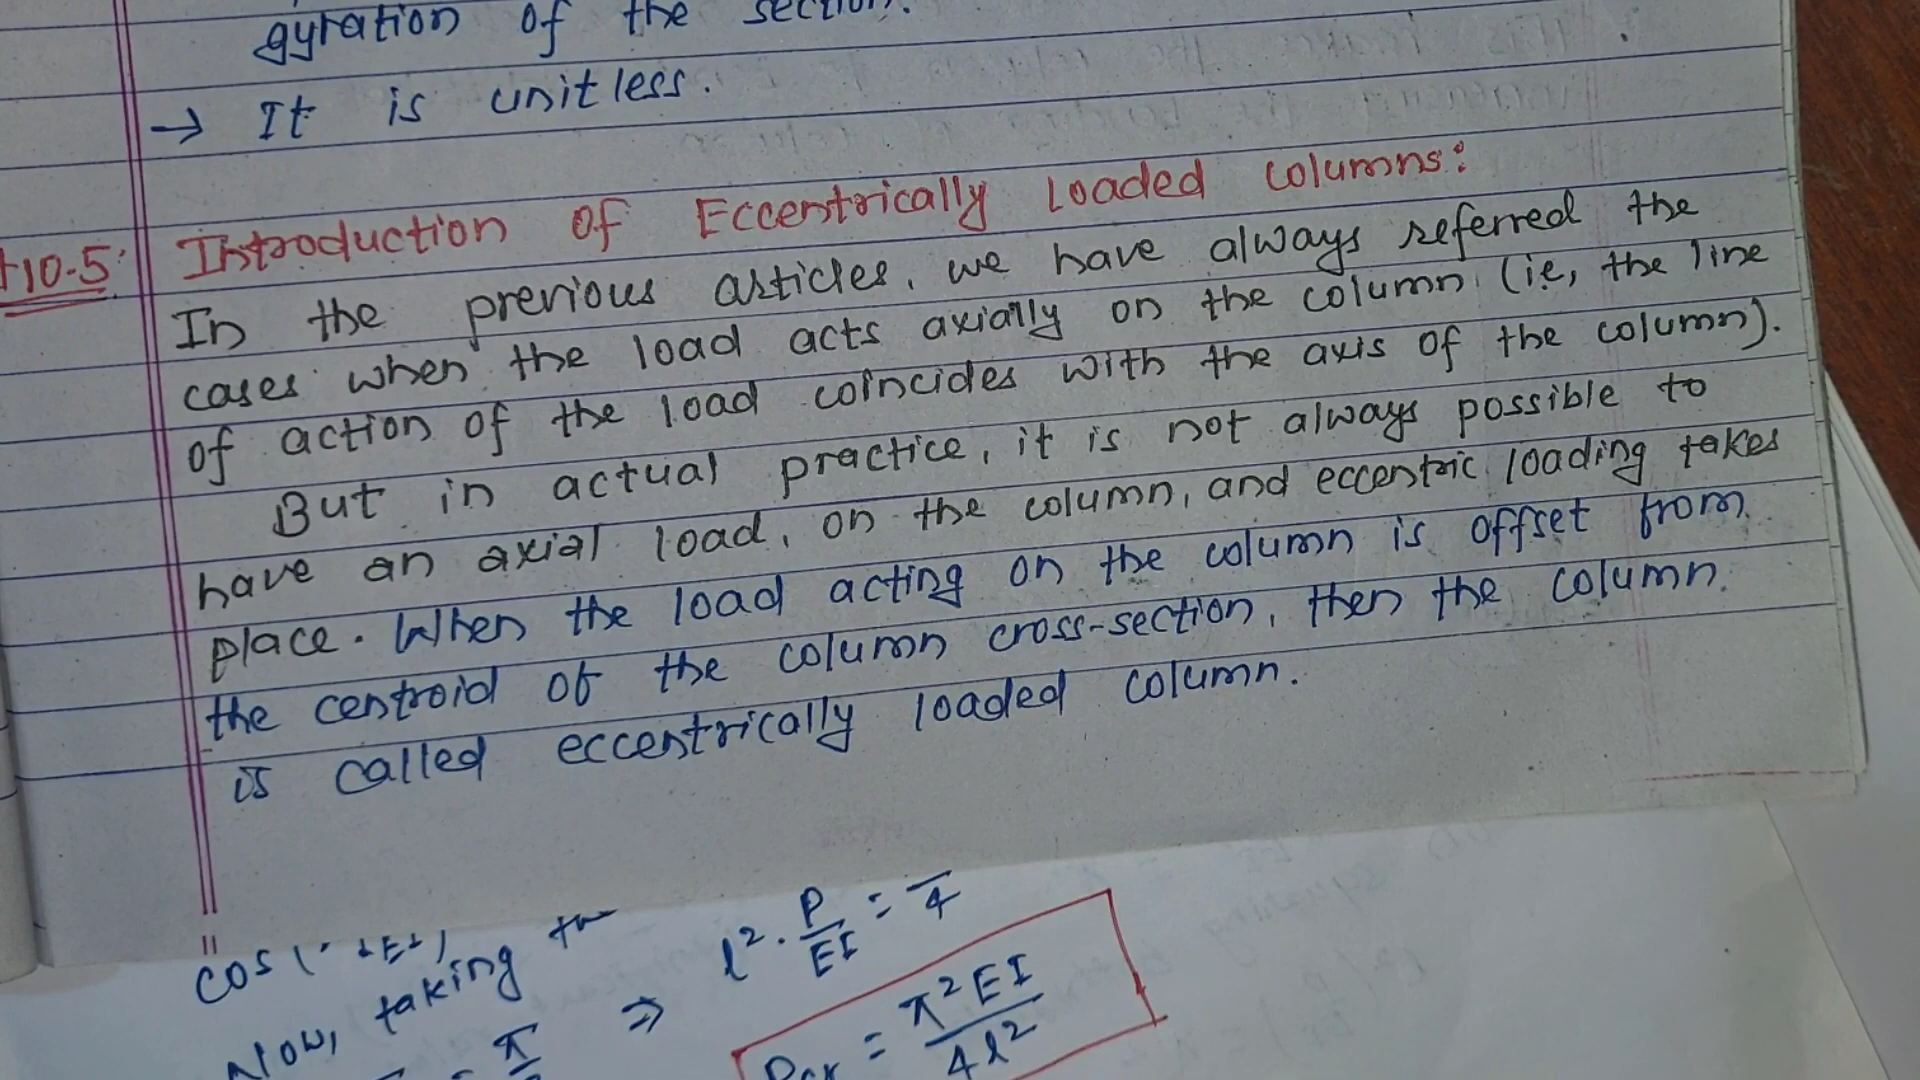 gyration of the section.
→ It is unitless.
10.5: Introduction of Eccentrically Loaded columns:
In the previous articles, we have always referred the
cases when the load acts axially on the column (ie, the line
of action of the load coincides with the axis of the column).
But in actual practice, it is not always possible to
have an axial load, on the column, and eccentric loading takes
place. When the load acting on the column is offset from
the centroid of the column cross-section, then the column
is called eccentrically loaded column.
cos(
Now, taking
⇒ l². P/EI = /4
π
Pcr = π²EI/4l²